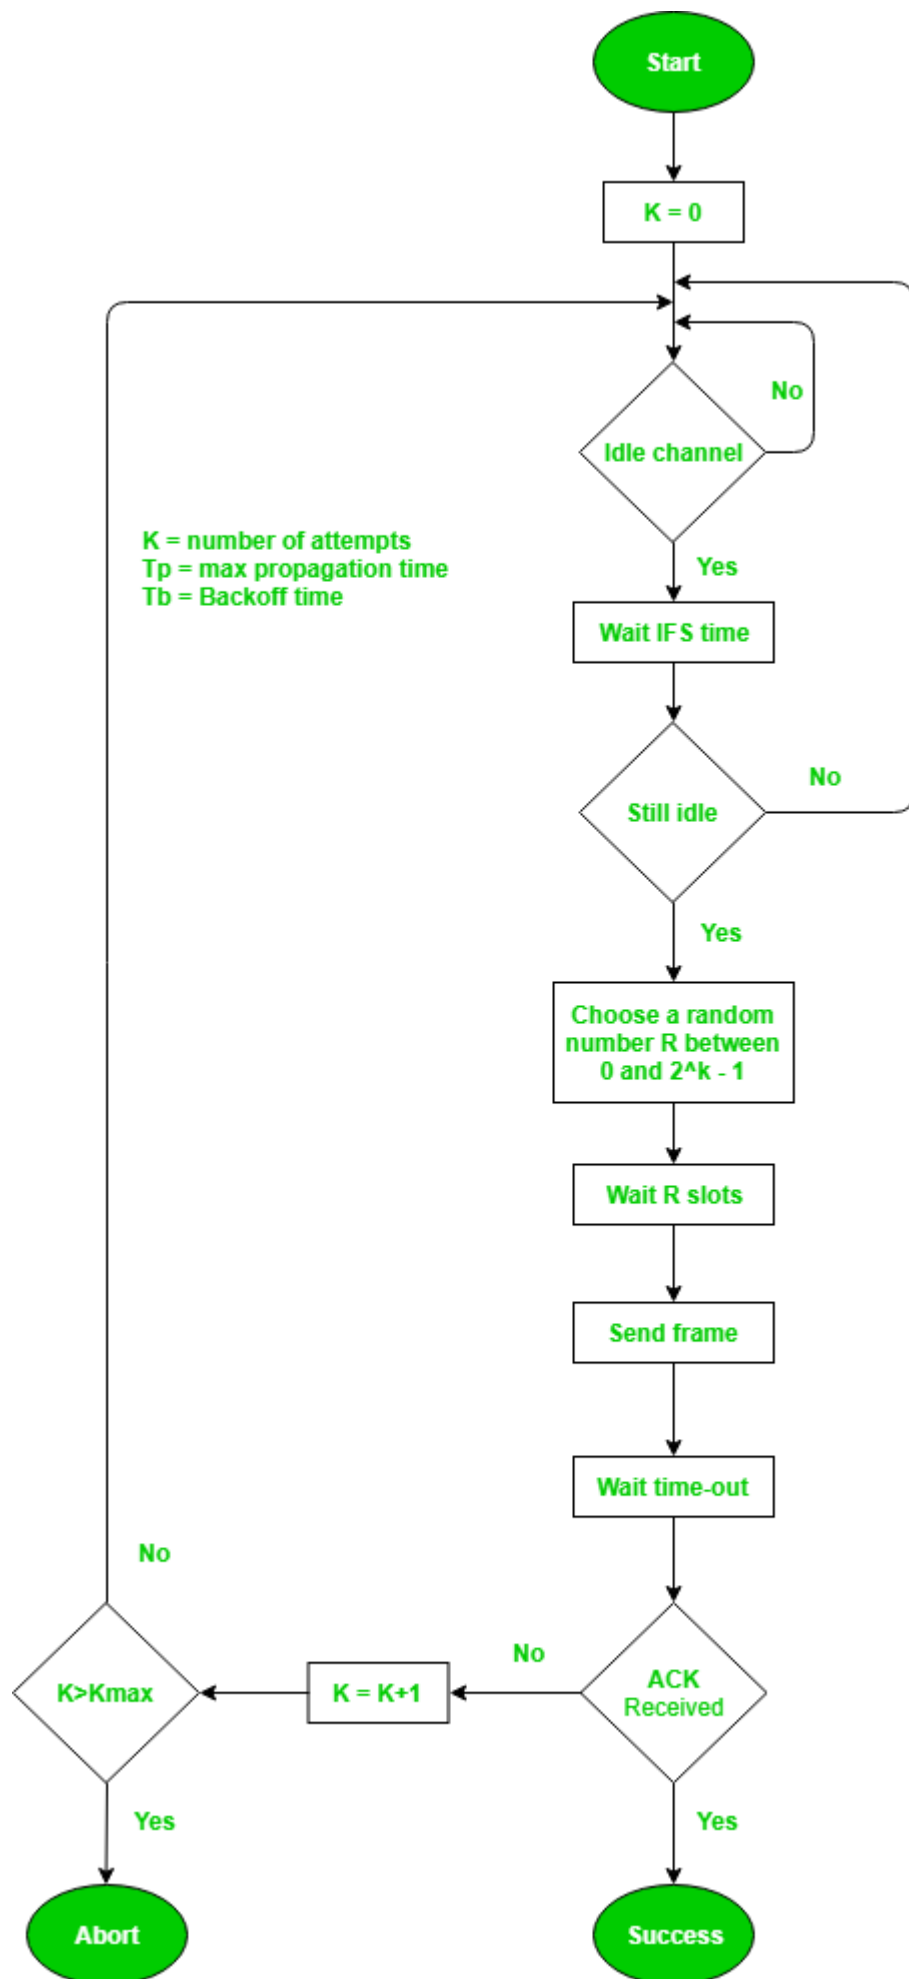 Start
K = 0
No
Idle channel
K = number of attempts
Tp = max propagation time
Tb = Backoff time
Yes
Wait IFS time
No
Still idle
Yes
Choose a random
number R between
0 and 2^k - 1
Wait R slots
Send frame
Wait time-out
No
No
K>Kmax
K = K+1
ACK
Received
Yes
Yes
Abort
Success